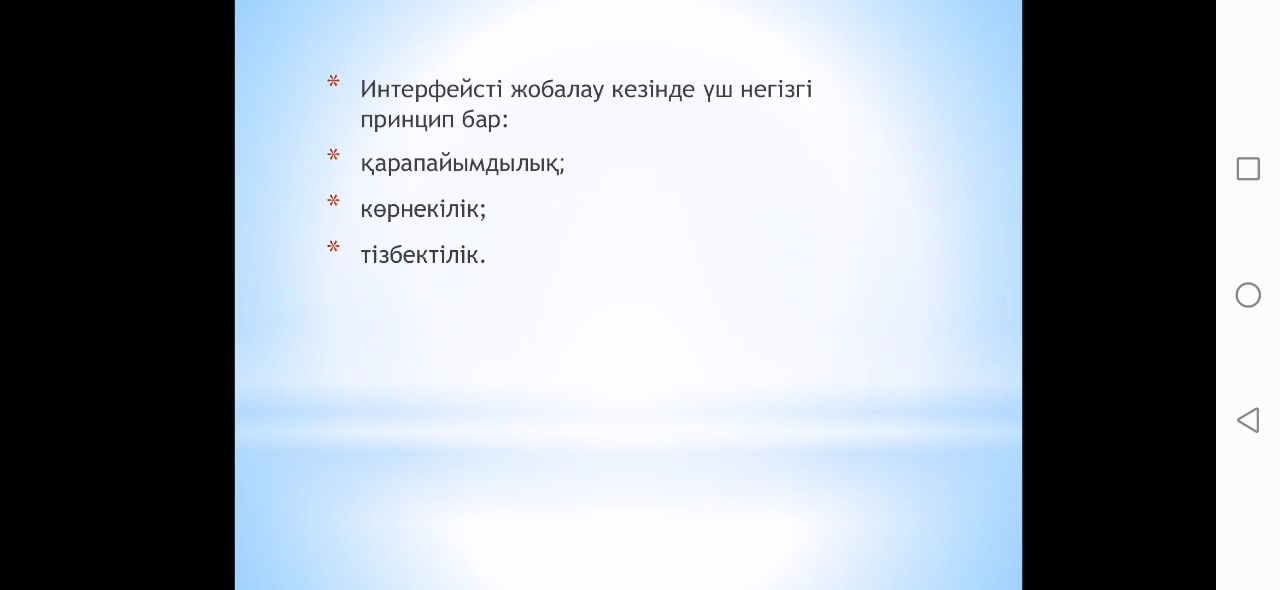 * Интерфейсті жобалау кезінде үш негізгі
принцип бар:
* қарапайымдылық;
* көрнекілік;
* тізбектілік.